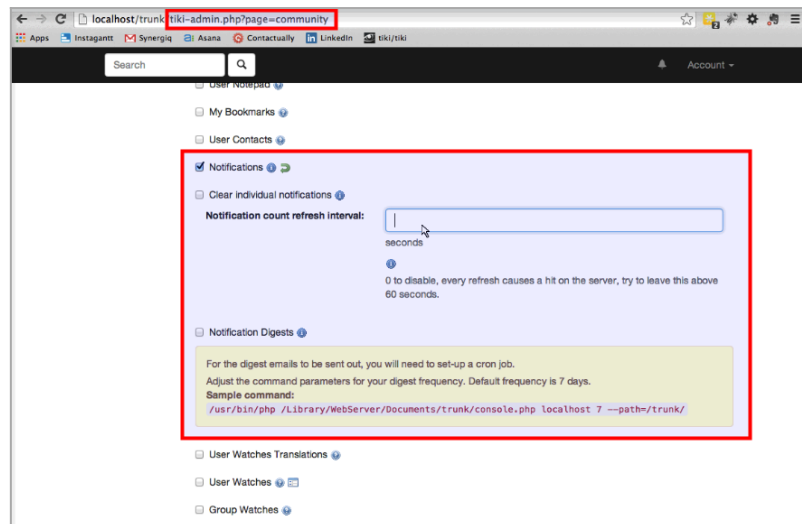 localhost/trunk/tiki-admin.php?page=community
Apps Instagantt Synergiq Asana Contactually LinkedIn tiki/tiki
Search Account
User Notepad
My Bookmarks
User Contacts
Notifications
Clear individual notifications
Notification count refresh interval:
seconds
0 to disable, every refresh causes a hit on the server, try to leave this above
60 seconds.
Notification Digests
For the digest emails to be sent out, you will need to set-up a cron job.
Adjust the command parameters for your digest frequency. Default frequency is 7 days.
Sample command:
/usr/bin/php /Library/WebServer/Documents/trunk/console.php localhost 7 --path=/trunk/
User Watches Translations
User Watches
Group Watches